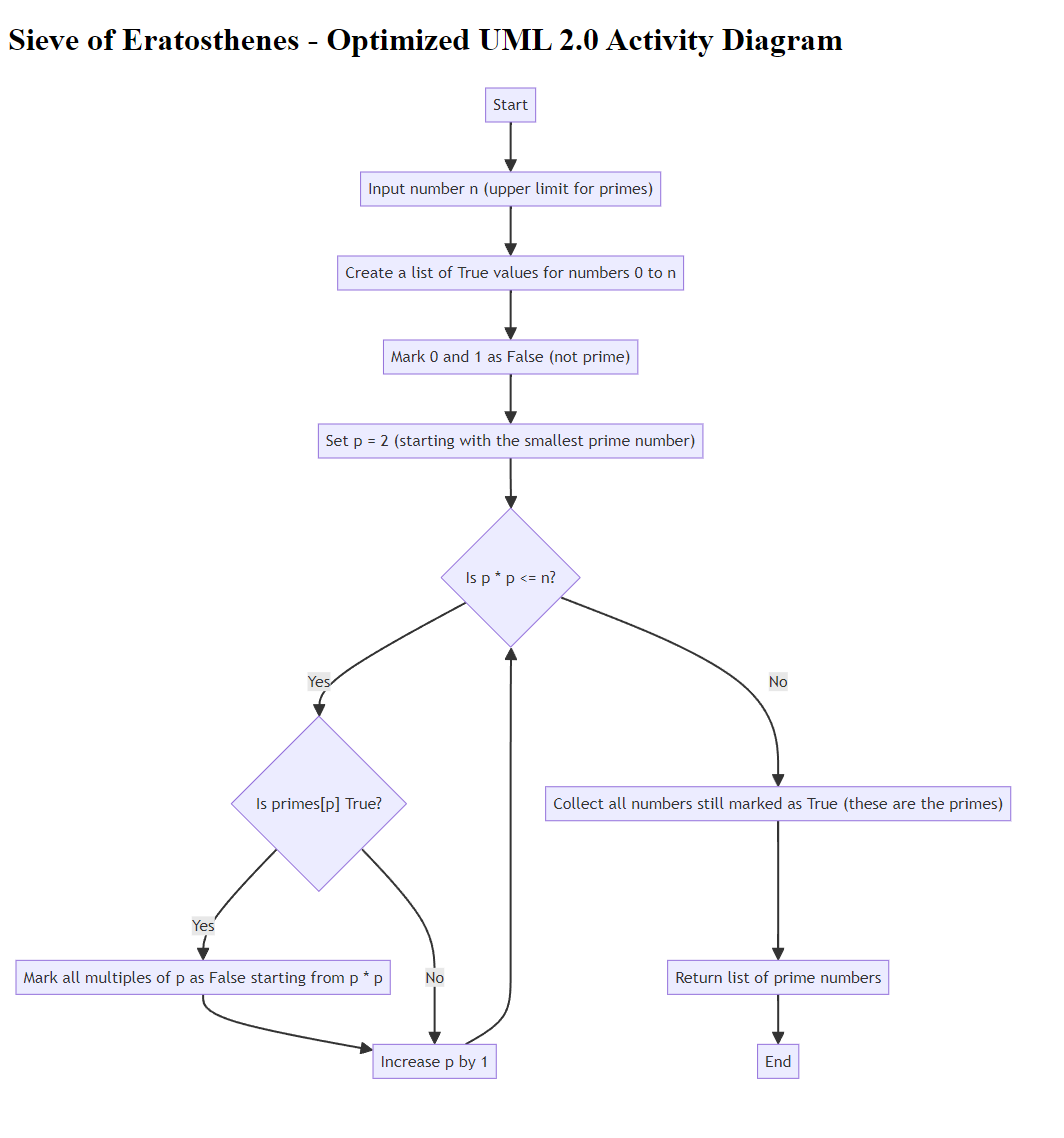 Sieve of Eratosthenes - Optimized UML 2.0 Activity Diagram
Start
Input number n (upper limit for primes)
Create a list of True values for numbers 0 to n
Mark 0 and 1 as False (not prime)
Set p = 2 (starting with the smallest prime number)
Is p * p <= n?
Yes
No
Is primes[p] True?
Collect all numbers still marked as True (these are the primes)
Yes
Mark all multiples of p as False starting from p * p
No
Return list of prime numbers
Increase p by 1
End